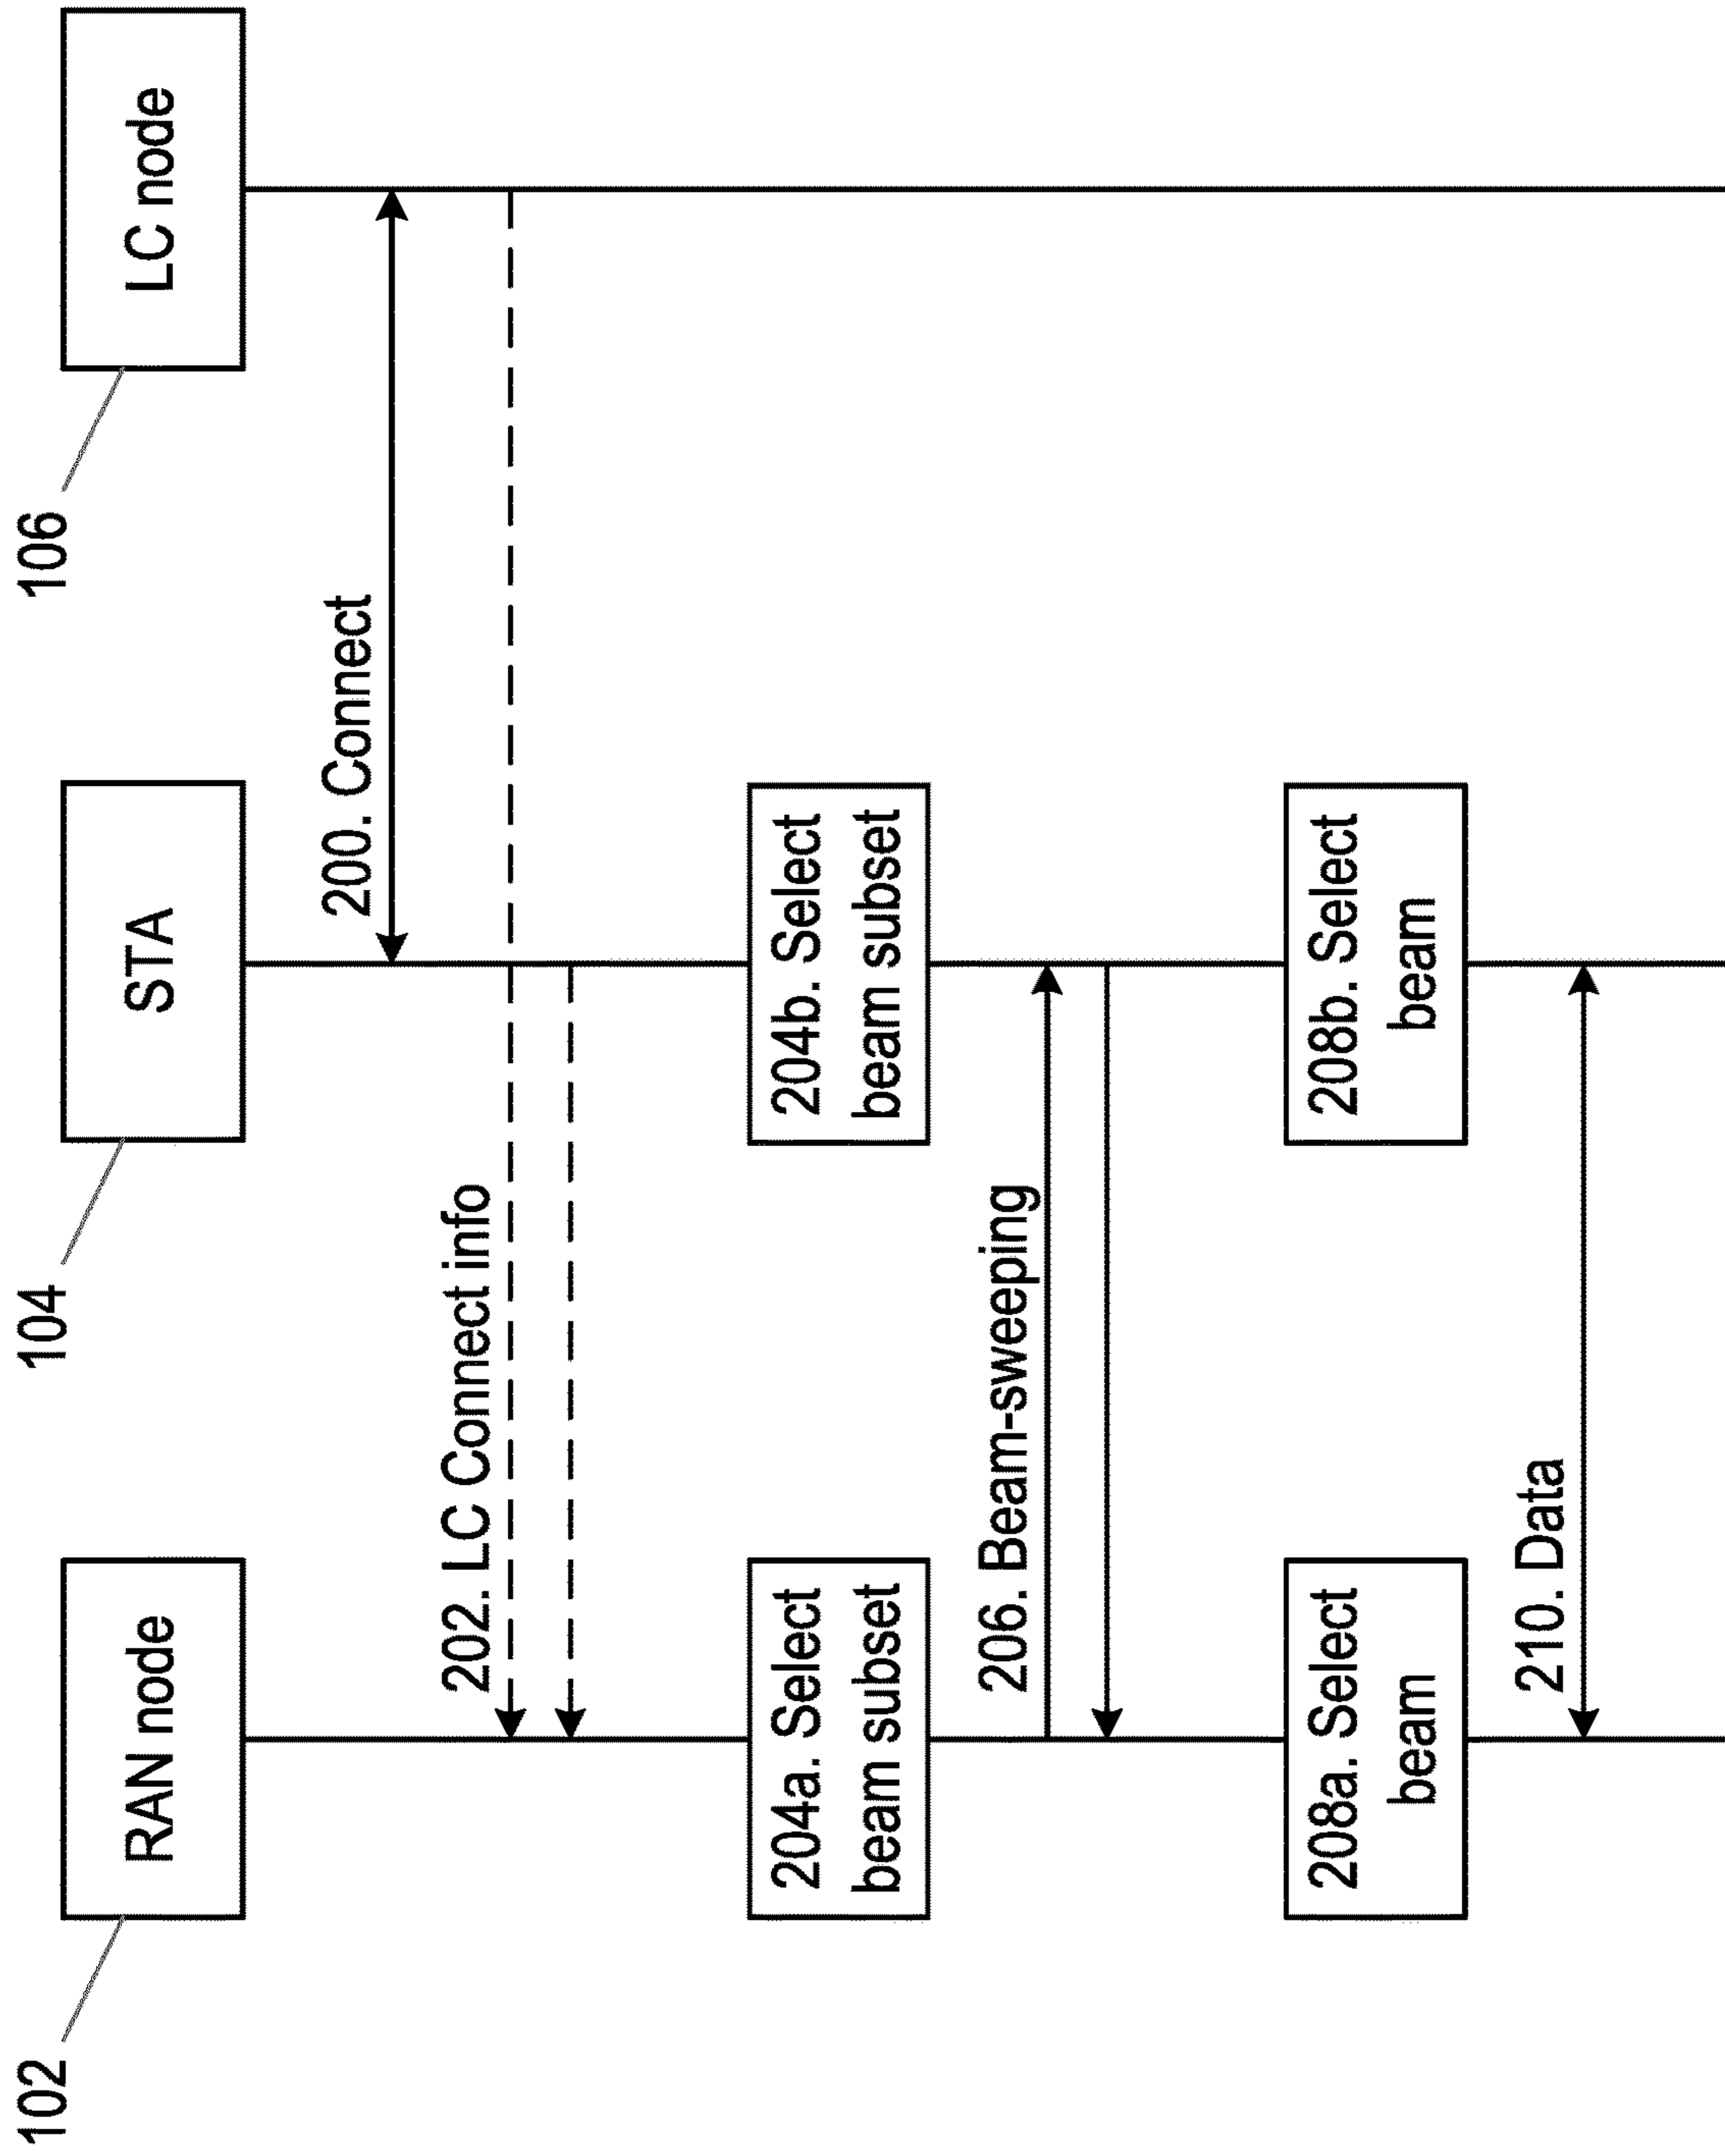 102
RAN node
104
STA
106
LC node
200. Connect
202. LC Connect info
204a. Select
beam subset
204b. Select
beam subset
206. Beam-sweeping
208a. Select
beam
208b. Select
beam
210. Data